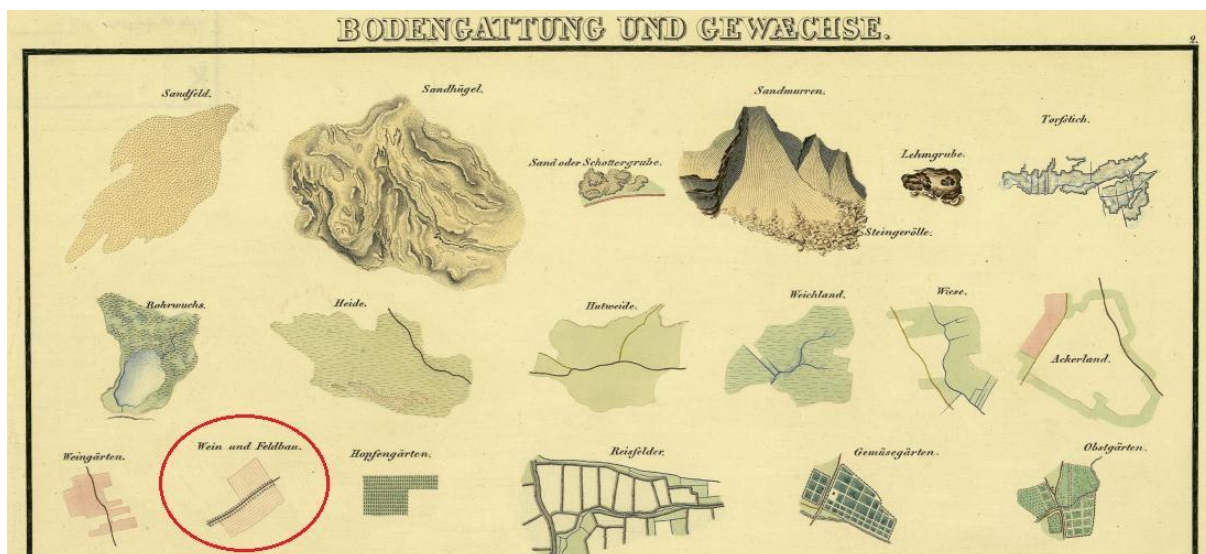 BODENGATTUNG UND GEWÆCHSE.
2.
Sandfeld.
Sandhügel.
Sandmurren.
Torfstich.
Sand oder Schottergrube.
Lehmgrube.
Steingerölle.
Rohrwuchs.
Heide.
Hutweide.
Weichland.
Wiese.
Ackerland.
Weingärten.
Wein und Feldbau.
Hopfengärten.
Reisfelder.
Gemüsegärten.
Obstgärten.